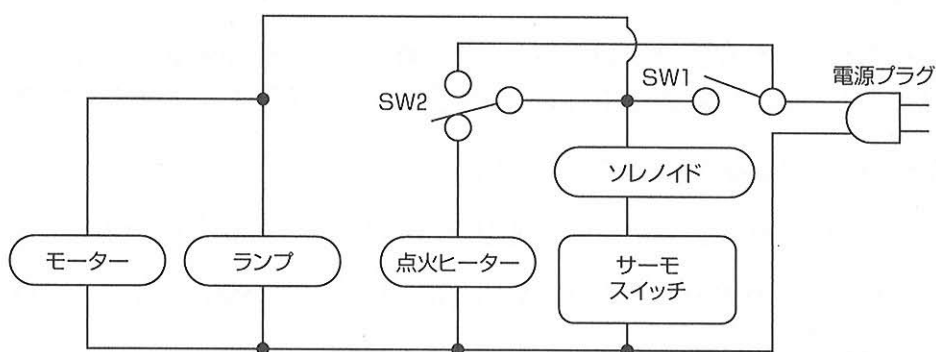 電源プラグ
SW1
SW2
ソレノイド
モーター
ランプ
点火ヒーター
サーモ
スイッチ